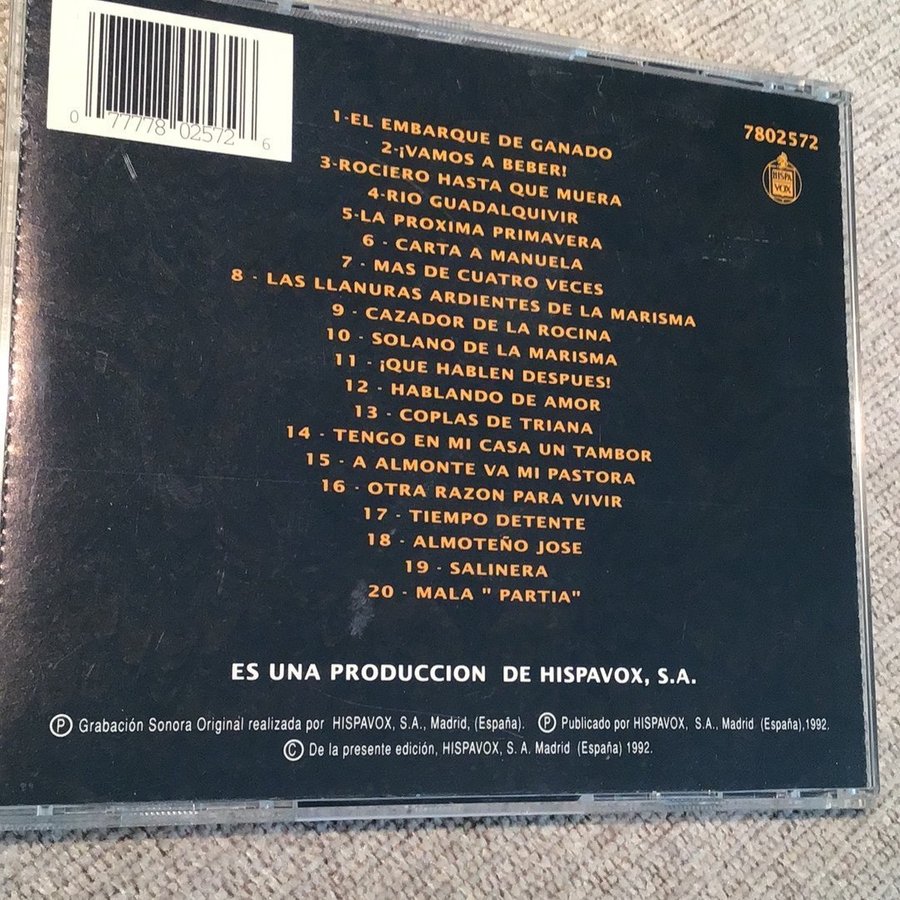 0 77778 02572 6
7802572
HISPA
VOX
1-EL EMBARQUE DE GANADO
2-¡VAMOS A BEBER!
3-ROCIERO HASTA QUE MUERA
4-RIO GUADALQUIVIR
5-LA PROXIMA PRIMAVERA
6 - CARTA A MANUELA
7 - MAS DE CUATRO VECES
8 - LAS LLANURAS ARDIENTES DE LA MARISMA
9 - CAZADOR DE LA ROCINA
10 - SOLANO DE LA MARISMA
11 - ¡QUE HABLEN DESPUES!
12 - HABLANDO DE AMOR
13 - COPLAS DE TRIANA
14 - TENGO EN MI CASA UN TAMBOR
15 - A ALMONTE VA MI PASTORA
16 - OTRA RAZON PARA VIVIR
17 - TIEMPO DETENTE
18 - ALMOTEÑO JOSE
19 - SALINERA
20 - MALA " PARTIA"
ES UNA PRODUCCION DE HISPAVOX, S.A.
Ⓟ Grabación Sonora Original realizada por HISPAVOX, S.A., Madrid, (España). Ⓟ Publicado por HISPAVOX, S.A., Madrid (España),1992.
© De la presente edición, HISPAVOX, S. A. Madrid (España) 1992.